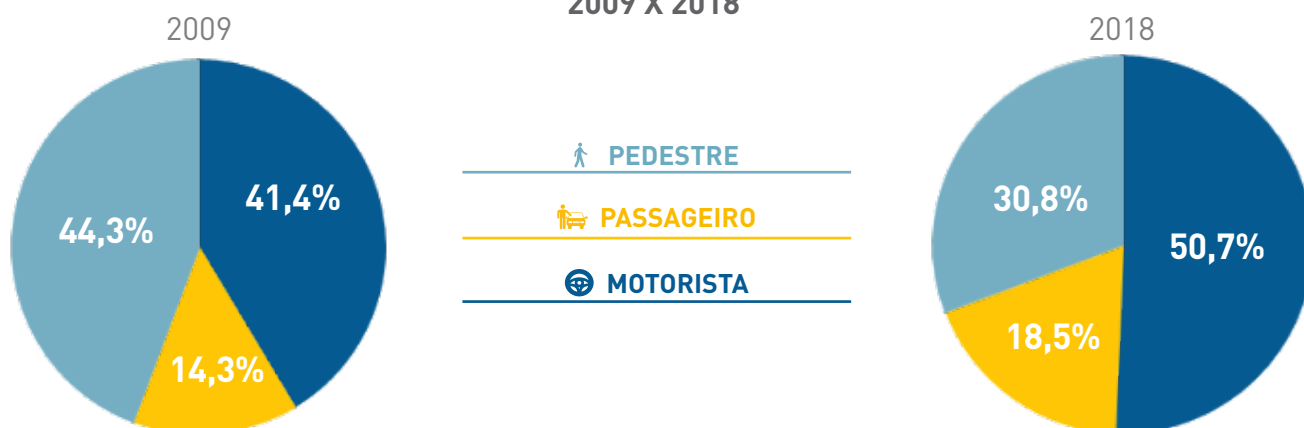 2009 X 2018
2009
2018
PEDESTRE
PASSAGEIRO
MOTORISTA
44,3%
41,4%
14,3%
30,8%
50,7%
18,5%